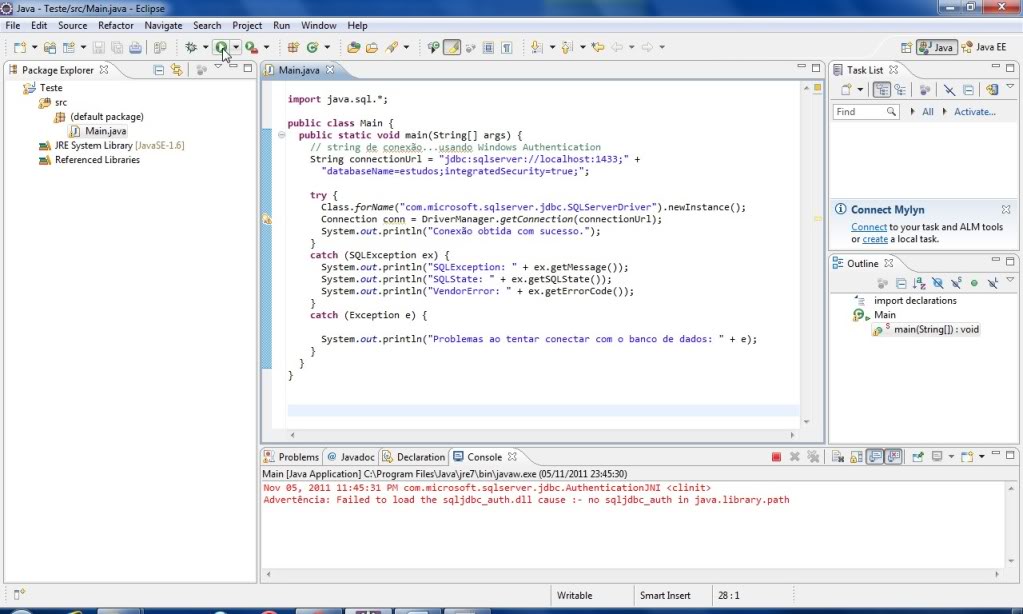 Java - Teste/src/Main.java - Eclipse
File Edit Source Refactor Navigate Search Project Run Window Help
Java Java EE
Package Explorer
Teste
src
(default package)
Main.java
JRE System Library [JavaSE-1.6]
Referenced Libraries
Main.java
import java.sql.*;
public class Main {
public static void main(String[] args) {
// string de conexão...usando Windows Authentication
String connectionUrl = "jdbc:sqlserver://localhost:1433;" +
"databaseName=estudos;integratedSecurity=true;";
try {
Class.forName("com.microsoft.sqlserver.jdbc.SQLServerDriver").newInstance();
Connection conn = DriverManager.getConnection(connectionUrl);
System.out.println("Conexão obtida com sucesso.");
}
catch (SQLException ex) {
System.out.println("SQLException: " + ex.getMessage());
System.out.println("SQLState: " + ex.getSQLState());
System.out.println("VendorError: " + ex.getErrorCode());
}
catch (Exception e) {
System.out.println("Problemas ao tentar conectar com o banco de dados: " + e);
}
}
}
Task List
Find All Activate...
Connect Mylyn
Connect to your task and ALM tools
or create a local task.
Outline
import declarations
Main
main(String[]) : void
Problems Javadoc Declaration Console
Main [Java Application] C:\Program Files\Java\jre7\bin\javaw.exe (05/11/2011 23:45:30)
Nov 05, 2011 11:45:31 PM com.microsoft.sqlserver.jdbc.AuthenticationJNI <clinit>
Advertência: Failed to load the sqljdbc_auth.dll cause :- no sqljdbc_auth in java.library.path
Writable Smart Insert 28 : 1